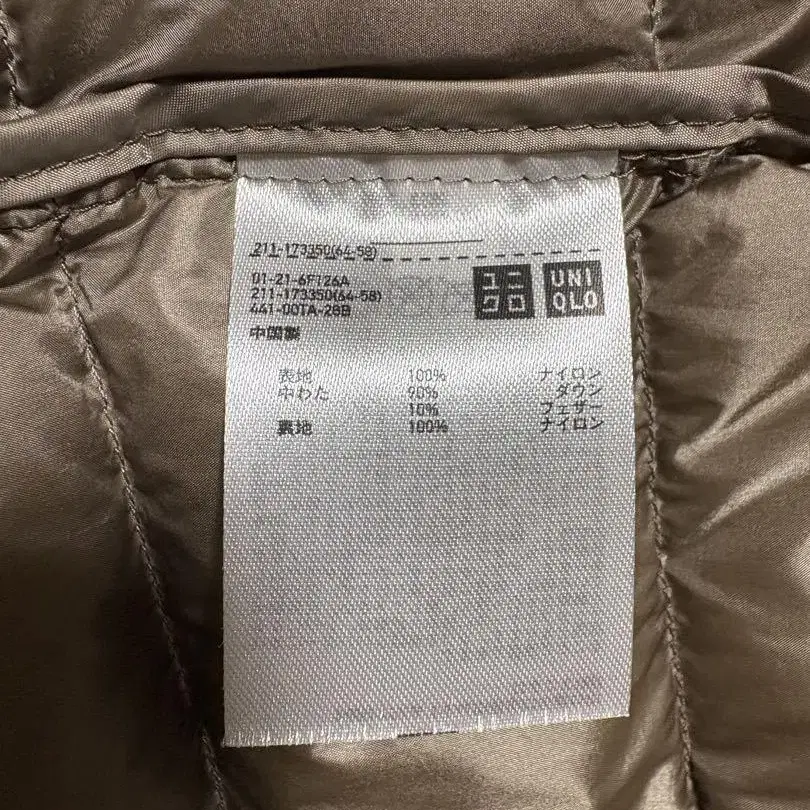 211-173350(64-58)
01-21-6F126A
211-173350(64-58)
441-00TA-28B
ユニ
クロ
UNI
QLO
中国製
表地 100% ナイロン
中わた 90% ダウン
10% フェザー
裏地 100% ナイロン